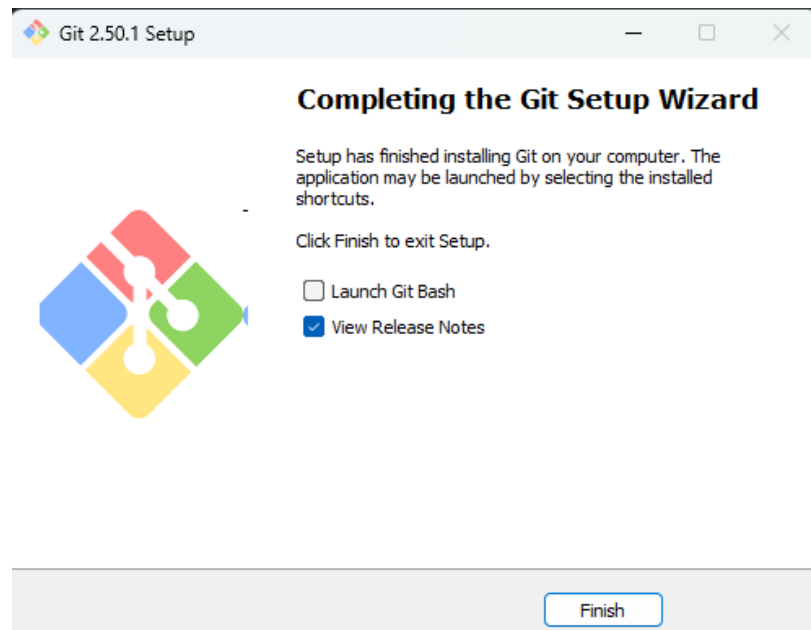 Git 2.50.1 Setup
Completing the Git Setup Wizard
Setup has finished installing Git on your computer. The
application may be launched by selecting the installed
shortcuts.
Click Finish to exit Setup.
Launch Git Bash
View Release Notes
Finish